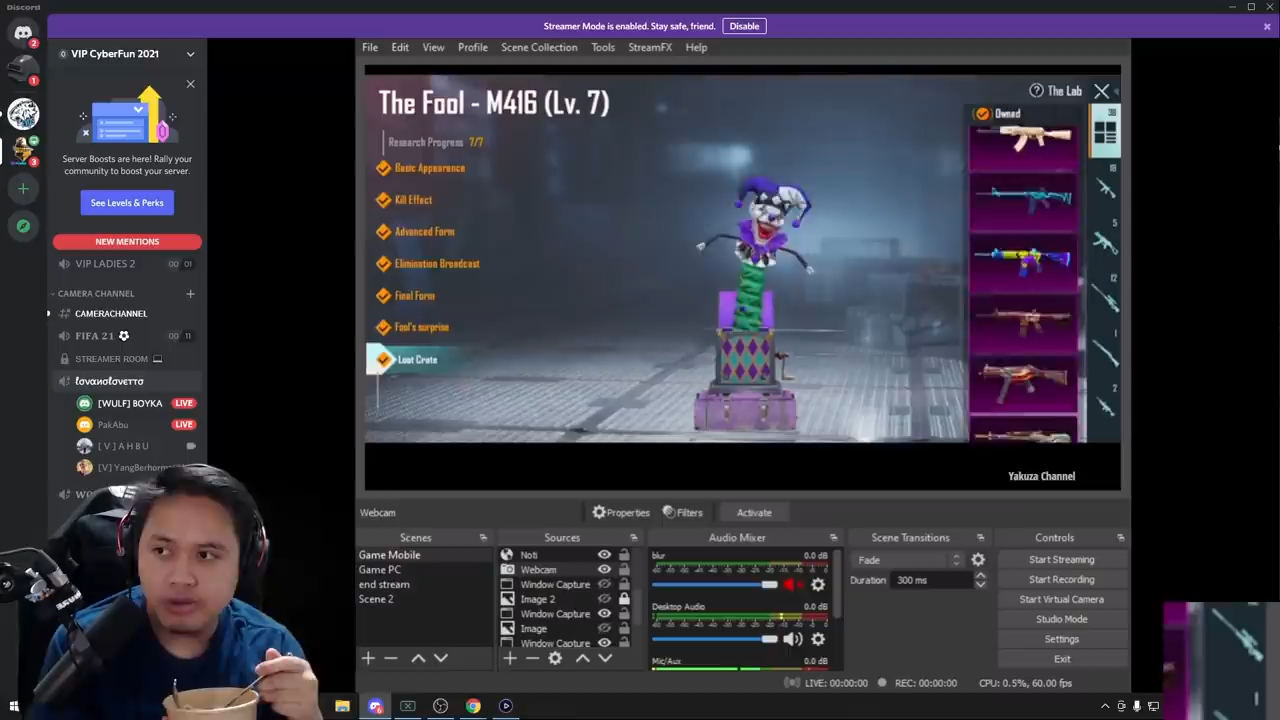 Discord
Streamer Mode is enabled. Stay safe, friend.
Disable
2
1
3
VIP CyberFun 2021
Server Boosts are here! Rally your
community to boost your server.
See Levels & Perks
NEW MENTIONS
VIP LADIES 2
00 01
CAMERA CHANNEL
CAMERACHANNEL
FIFA 21 ⚽
00 11
STREAMER ROOM
[WULF] BOYKA
LIVE
PakAbu
LIVE
[ V ] A H B U
File Edit View Profile Scene Collection Tools StreamFX Help
The Fool - M416 (Lv. 7)
Research Progress 7/7
Basic Appearance
Kill Effect
Advanced Form
Elimination Broadcast
Final Form
Fool's surprise
Loot Crate
The Lab
Owned
5
12
1
2
Yakuza Channel
Webcam
Properties
Filters
Activate
Scenes
Game Mobile
Game PC
end stream
Scene 2
Sources
Noti
Webcam
Window Capture
Image 2
Window Capture
Image
Window Capture
Audio Mixer
blur
0.0 dB
Desktop Audio
0.0 dB
Mic/Aux
0.0 dB
Scene Transitions
Fade
Duration 300 ms
Controls
Start Streaming
Start Recording
Start Virtual Camera
Studio Mode
Settings
Exit
LIVE: 00:00:00
REC: 00:00:00
CPU: 0.5%, 60.00 fps